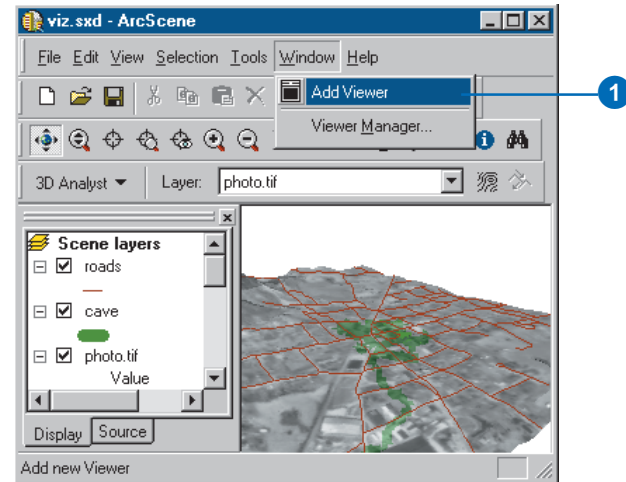 viz.sxd - ArcScene
File Edit View Selection Tools Window Help
Add Viewer
1
Viewer Manager...
3D Analyst Layer: photo.tif
Scene layers
roads
cave
photo.tif
Value
Display Source
Add new Viewer